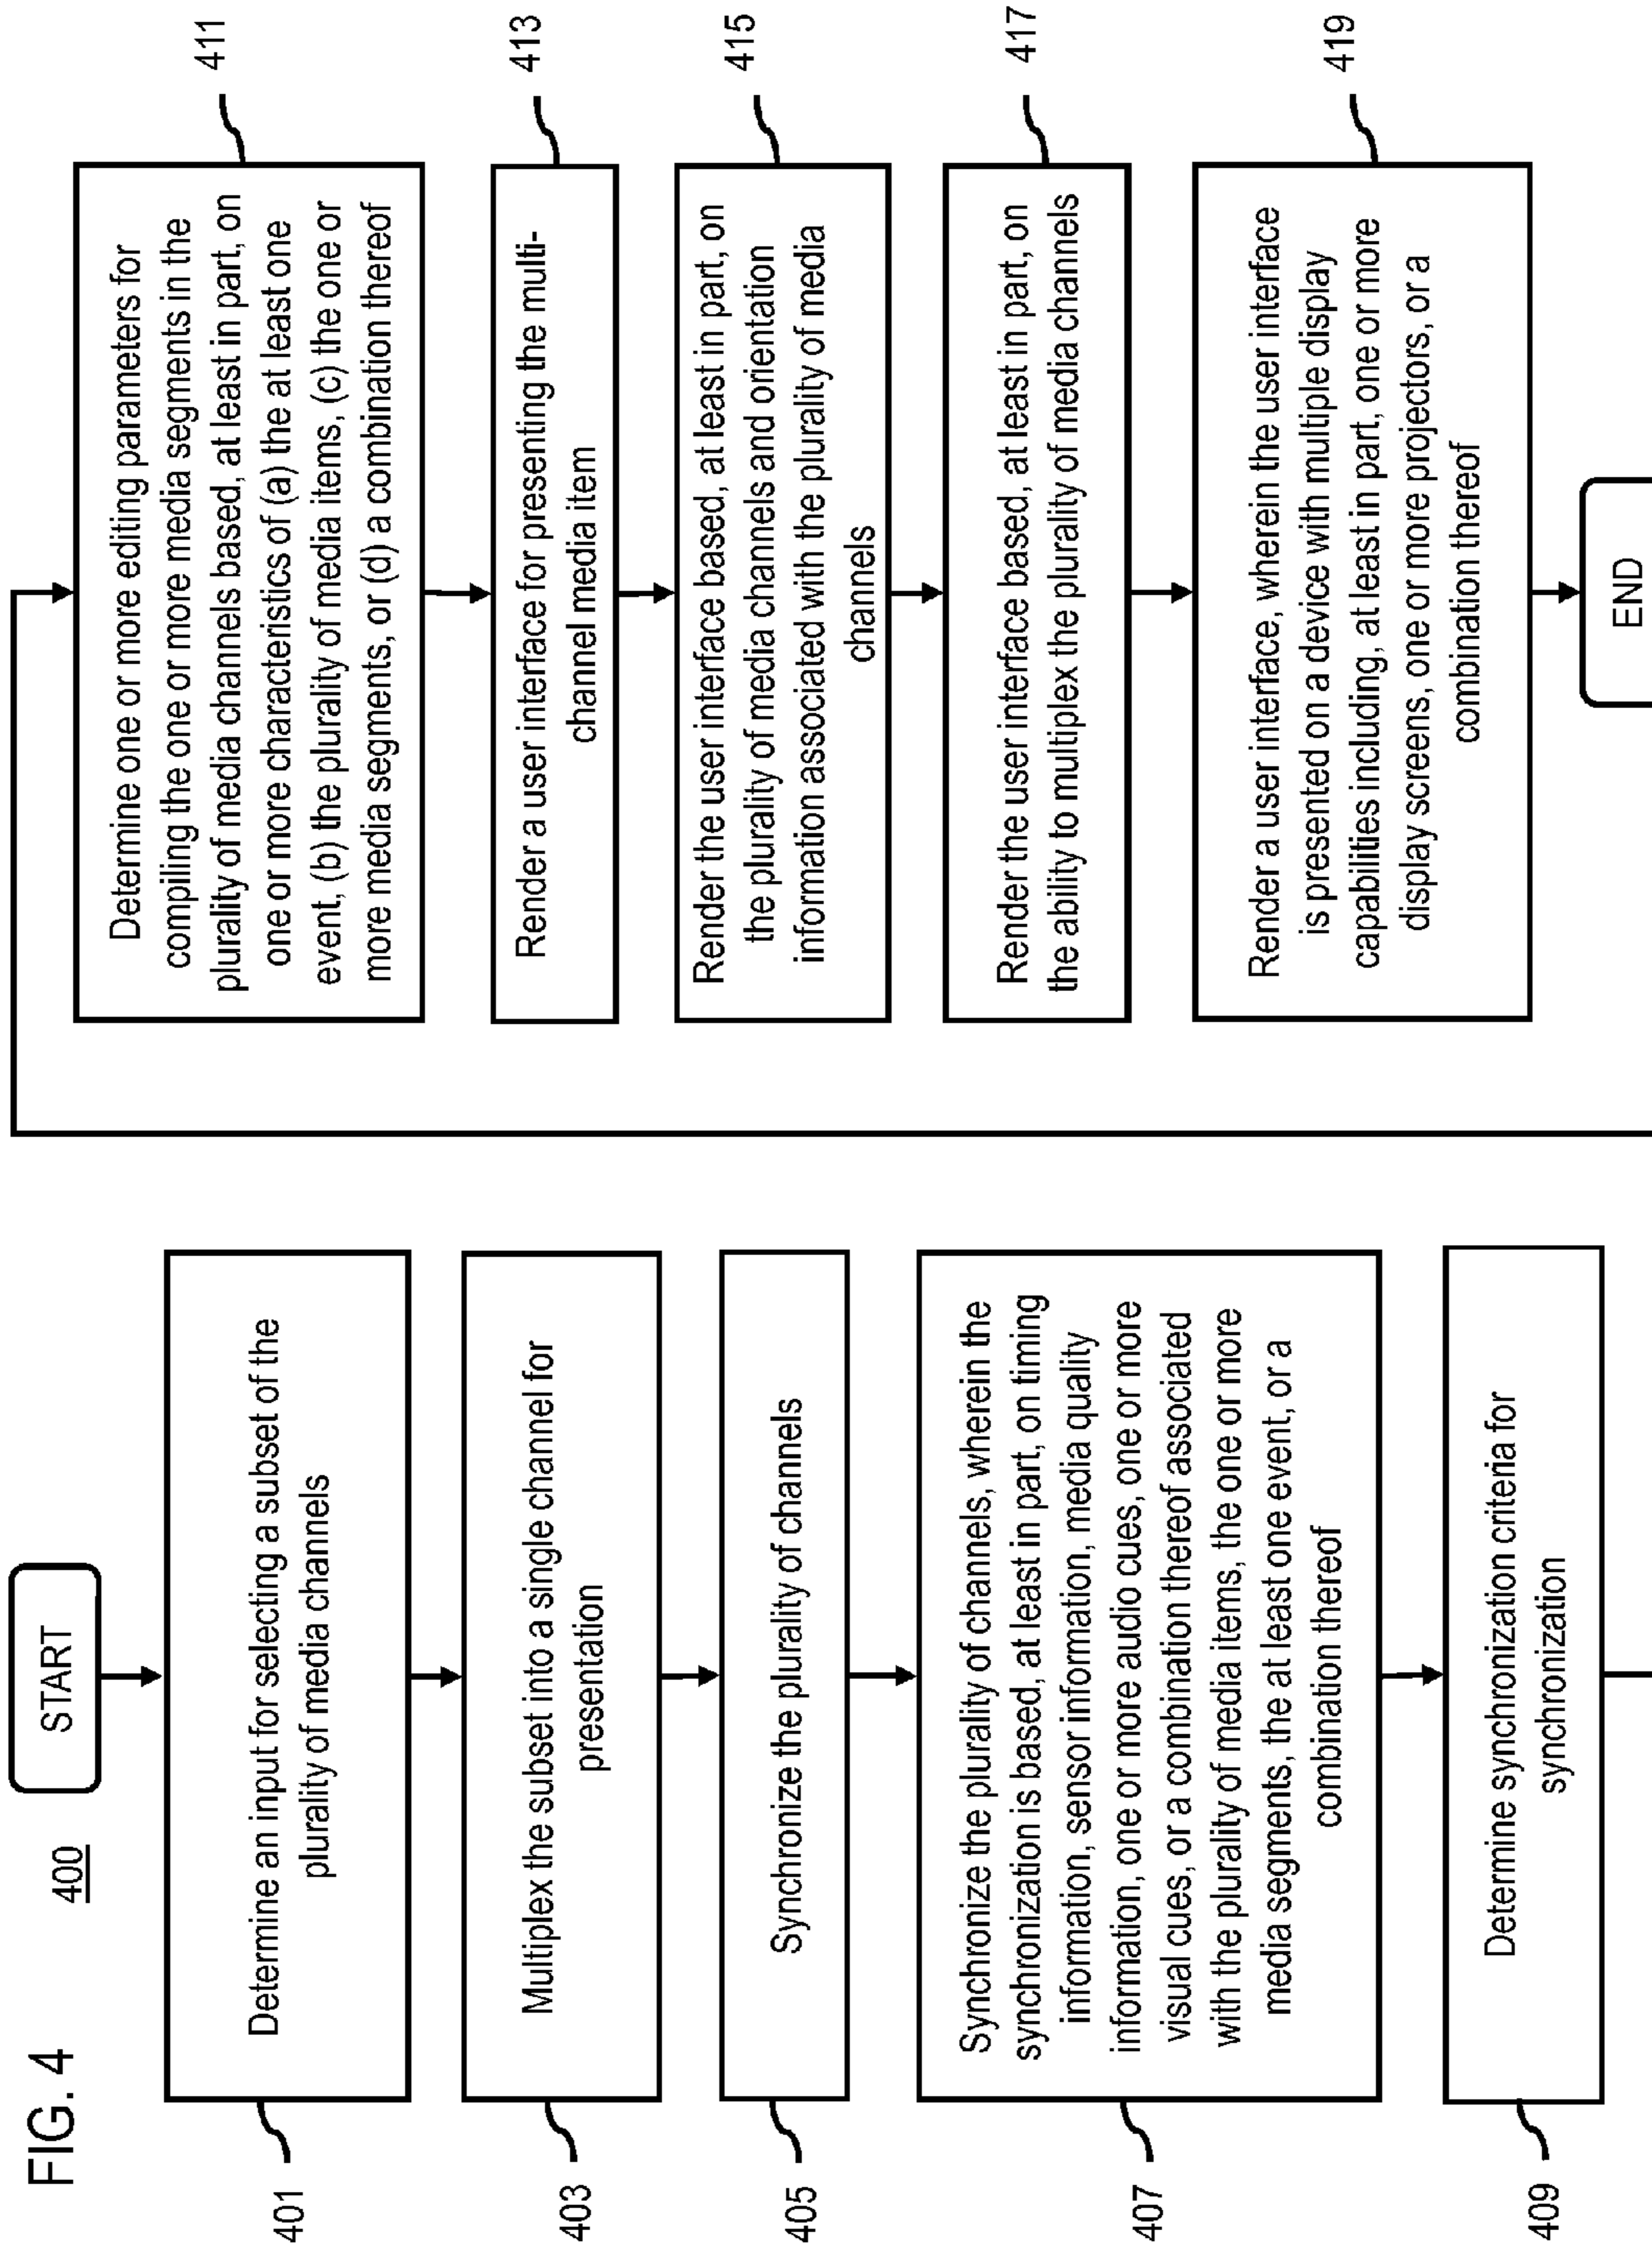 FIG. 4
400
START
401
Determine an input for selecting a subset of the
plurality of media channels
403
Multiplex the subset into a single channel for
presentation
405
Synchronize the plurality of channels
407
Synchronize the plurality of channels, wherein the
synchronization is based, at least in part, on timing
information, sensor information, media quality
information, one or more audio cues, one or more
visual cues, or a combination thereof associated
with the plurality of media items, the one or more
media segments, the at least one event, or a
combination thereof
409
Determine synchronization criteria for
synchronization
411
Determine one or more editing parameters for
compiling the one or more media segments in the
plurality of media channels based, at least in part, on
one or more characteristics of (a) the at least one
event, (b) the plurality of media items, (c) the one or
more media segments, or (d) a combination thereof
413
Render a user interface for presenting the multi-
channel media item
415
Render the user interface based, at least in part, on
the plurality of media channels and orientation
information associated with the plurality of media
channels
417
Render the user interface based, at least in part, on
the ability to multiplex the plurality of media channels
419
Render a user interface, wherein the user interface
is presented on a device with multiple display
capabilities including, at least in part, one or more
display screens, one or more projectors, or a
combination thereof
END